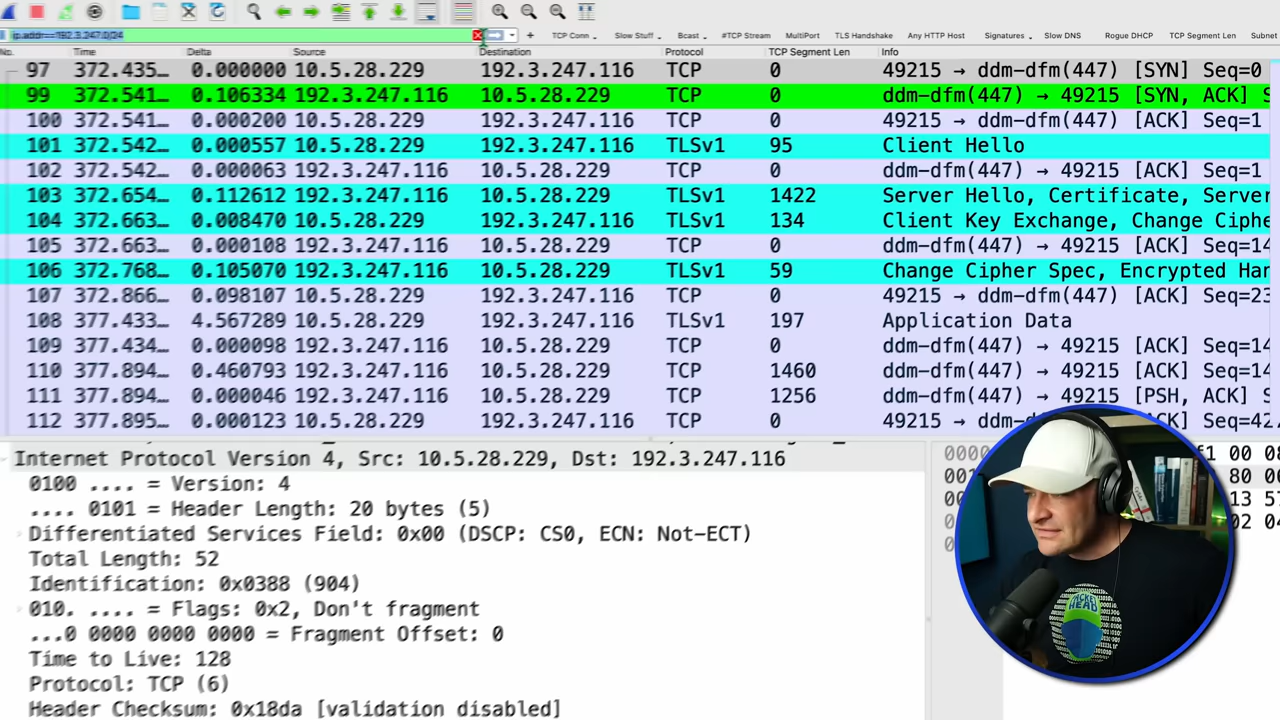 ip.addr==192.3.247.0/24
TCP Conn Slow Stuff Bcast #TCP Stream MultiPort TLS Handshake Any HTTP Host Signatures Slow DNS Rogue DHCP TCP Segment Len Subnet
No. Time Delta Source Destination Protocol TCP Segment Len Info
97 372.435… 0.000000 10.5.28.229 192.3.247.116 TCP 0 49215 → ddm-dfm(447) [SYN] Seq=0
99 372.541… 0.106334 192.3.247.116 10.5.28.229 TCP 0 ddm-dfm(447) → 49215 [SYN, ACK] S
100 372.541… 0.000200 10.5.28.229 192.3.247.116 TCP 0 49215 → ddm-dfm(447) [ACK] Seq=1
101 372.542… 0.000557 10.5.28.229 192.3.247.116 TLSv1 95 Client Hello
102 372.542… 0.000063 192.3.247.116 10.5.28.229 TCP 0 ddm-dfm(447) → 49215 [ACK] Seq=1
103 372.654… 0.112612 192.3.247.116 10.5.28.229 TLSv1 1422 Server Hello, Certificate, Server
104 372.663… 0.008470 10.5.28.229 192.3.247.116 TLSv1 134 Client Key Exchange, Change Ciphe
105 372.663… 0.000108 192.3.247.116 10.5.28.229 TCP 0 ddm-dfm(447) → 49215 [ACK] Seq=14
106 372.768… 0.105070 192.3.247.116 10.5.28.229 TLSv1 59 Change Cipher Spec, Encrypted Han
107 372.866… 0.098107 10.5.28.229 192.3.247.116 TCP 0 49215 → ddm-dfm(447) [ACK] Seq=23
108 377.433… 4.567289 10.5.28.229 192.3.247.116 TLSv1 197 Application Data
109 377.434… 0.000098 192.3.247.116 10.5.28.229 TCP 0 ddm-dfm(447) → 49215 [ACK] Seq=14
110 377.894… 0.460793 192.3.247.116 10.5.28.229 TCP 1460 ddm-dfm(447) → 49215 [ACK] Seq=14
111 377.894… 0.000046 192.3.247.116 10.5.28.229 TCP 1256 ddm-dfm(447) → 49215 [PSH, ACK] S
112 377.895… 0.000123 10.5.28.229 192.3.247.116 TCP 0 49215 → ddm-dfm(447) [ACK] Seq=42
Internet Protocol Version 4, Src: 10.5.28.229, Dst: 192.3.247.116
0100 .... = Version: 4
.... 0101 = Header Length: 20 bytes (5)
Differentiated Services Field: 0x00 (DSCP: CS0, ECN: Not-ECT)
Total Length: 52
Identification: 0x0388 (904)
010. .... = Flags: 0x2, Don't fragment
...0 0000 0000 0000 = Fragment Offset: 0
Time to Live: 128
Protocol: TCP (6)
Header Checksum: 0x18da [validation disabled]